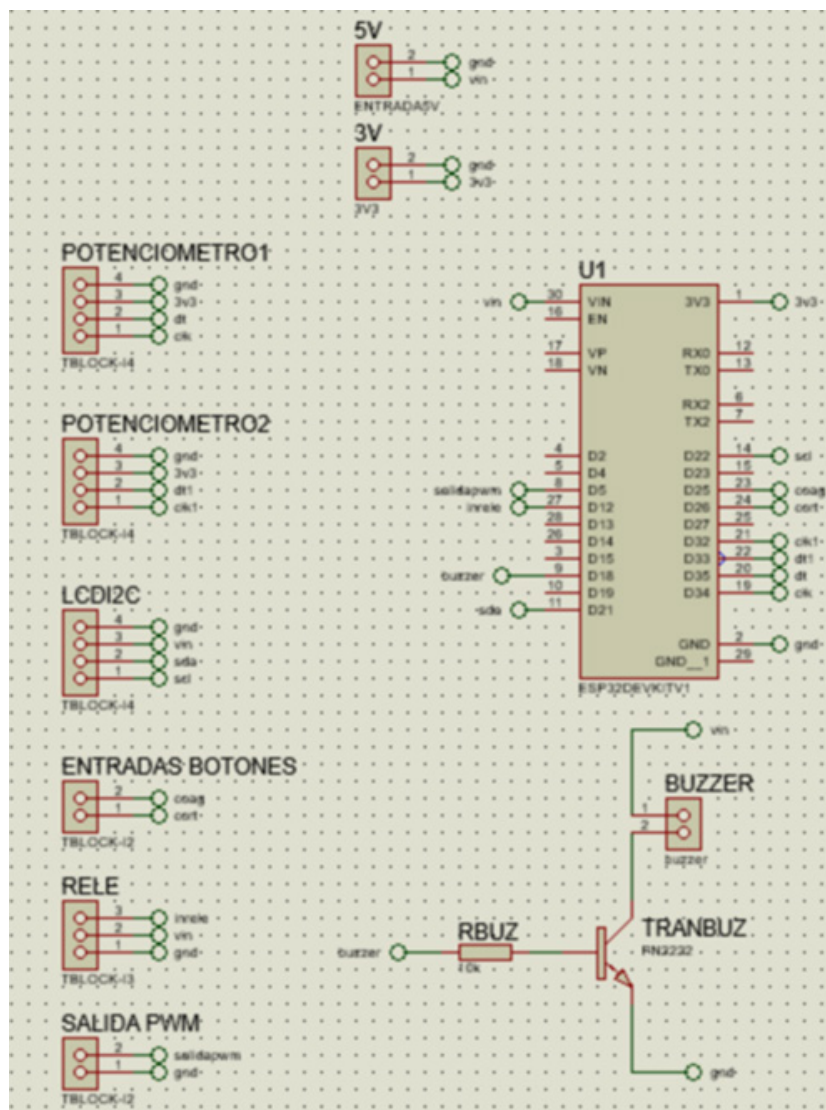 5V
2 gnd
1 vin
ENTRADA5V
3V
2 gnd
1 3v3
3V3
POTENCIOMETRO1
4 gnd
3 3v3
2 dt
1 clk
TBLOCK-I4
POTENCIOMETRO2
4 gnd
3 3v3
2 dt1
1 clk1
TBLOCK-I4
LCDI2C
4 gnd
3 vin
2 sda
1 scl
TBLOCK-I4
ENTRADAS BOTONES
2 coag
1 cort
TBLOCK-I2
RELE
3 inrele
2 vin
1 gnd
TBLOCK-I3
SALIDA PWM
2 salidapwm
1 gnd
TBLOCK-I2
U1
vin 30 VIN 3V3 1 3v3
16 EN
17 VP RX0 12
18 VN TX0 13
RX2 6
TX2 7
4 D2 D22 14 scl
5 D4 D23 15
salidapwm 8 D5 D25 23 coag
inrele 27 D12 D26 24 cort
28 D13 D27 25
26 D14 D32 21 clk1
3 D15 D33 22 dt1
buzzer 9 D18 D35 20 dt
10 D19 D34 19 clk
sda 11 D21
GND 2 gnd
GND__1 29
ESP32DEVKITV1
vin
BUZZER
1
2
buzzer
buzzer
RBUZ
10k
TRANBUZ
RN3232
gnd